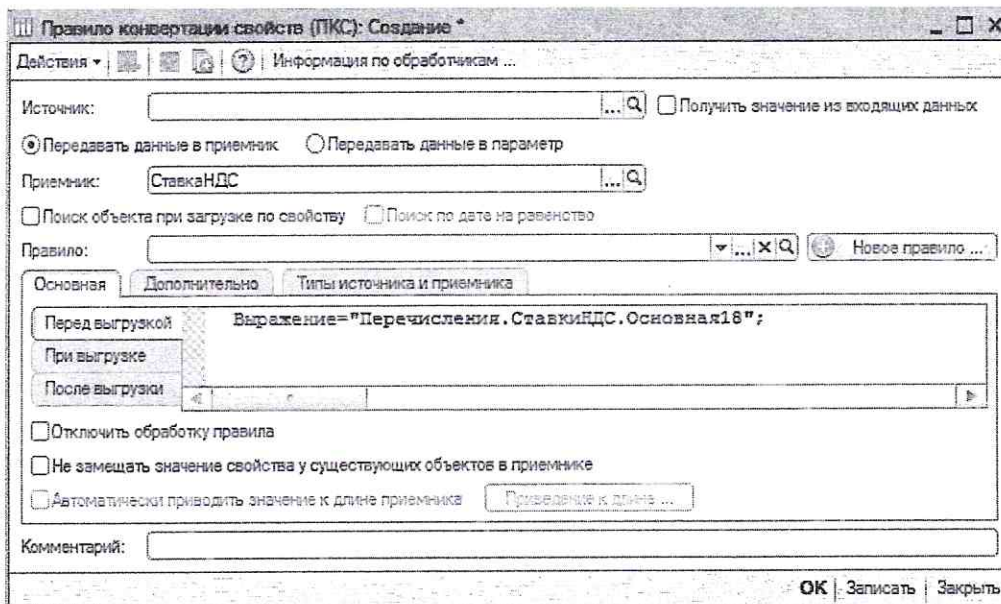 Правило конвертации свойств (ПКС): Создание *
Действия Информация по обработчикам ...
Источник: ... Получить значение из входящих данных
Передавать данные в приемник Передавать данные в параметр
Приемник: СтавкаНДС ...
Поиск объекта при загрузке по свойству Поиск по дате на равенство
Правило: ... Новое правило ...
Основная Дополнительно Типы источника и приемника
Перед выгрузкой Выражение="Перечисления.СтавкиНДС.Основная18";
При выгрузке
После выгрузки
Отключить обработку правила
Не замещать значение свойства у существующих объектов в приемнике
Автоматически приводить значение к длине приемника Приведение к длине ...
Комментарий:
OK Записать Закрыть